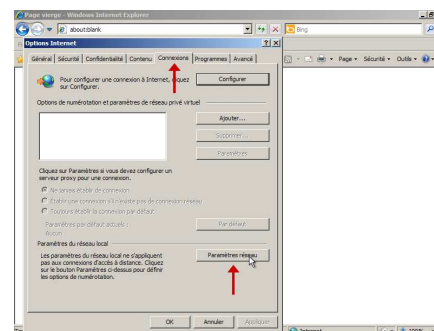 Page vierge - Windows Internet Explorer
about:blank
Bing
Options Internet
Général Sécurité Confidentialité Contenu Connexions Programmes Avancé
Page Sécurité Outils
Pour configurer une connexion à Internet, cliquez
sur Configurer.
Configurer
Options de numérotation et paramètres de réseau privé virtuel
Ajouter...
Supprimer...
Paramètres
Cliquez sur Paramètres si vous devez configurer un
serveur proxy pour une connexion.
Ne jamais établir de connexion
Établir une connexion s'il n'existe pas de connexion réseau
Toujours établir la connexion par défaut
Paramètres par défaut actuels :
Aucun
Par défaut
Paramètres du réseau local
Les paramètres du réseau local ne s'appliquent
pas aux connexions d'accès à distance. Cliquez
sur le bouton Paramètres ci-dessus pour définir
les options de numérotation.
Paramètres réseau
OK Annuler Appliquer
Internet 100%